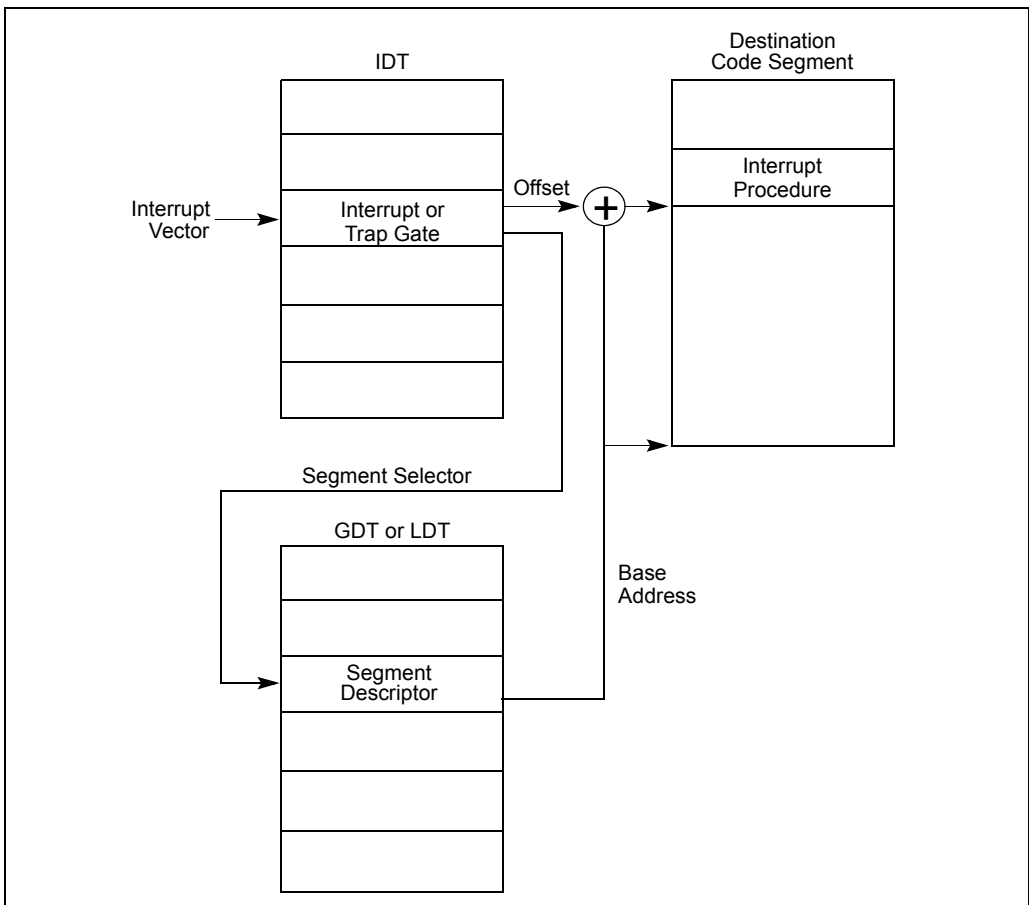 IDT
Destination
Code Segment
Interrupt
Vector
Interrupt or
Trap Gate
Offset
+
Interrupt
Procedure
Segment Selector
GDT or LDT
Base
Address
Segment
Descriptor